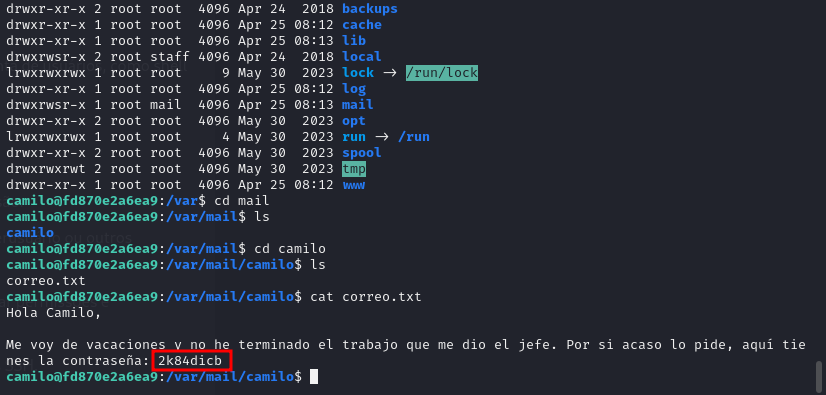 drwxr-xr-x 2 root root  4096 Apr 24  2018 backups
drwxr-xr-x 1 root root  4096 Apr 25 08:12 cache
drwxr-xr-x 1 root root  4096 Apr 25 08:13 lib
drwxrwsr-x 2 root staff 4096 Apr 24  2018 local
lrwxrwxrwx 1 root root     9 May 30  2023 lock -> /run/lock
drwxr-xr-x 1 root root  4096 Apr 25 08:12 log
drwxrwsr-x 1 root mail  4096 Apr 25 08:13 mail
drwxr-xr-x 2 root root  4096 May 30  2023 opt
lrwxrwxrwx 1 root root     4 May 30  2023 run -> /run
drwxr-xr-x 2 root root  4096 May 30  2023 spool
drwxrwxrwt 2 root root  4096 May 30  2023 tmp
drwxr-xr-x 1 root root  4096 Apr 25 08:12 www
camilo@fd870e2a6ea9:/var$ cd mail
camilo@fd870e2a6ea9:/var/mail$ ls
camilo
camilo@fd870e2a6ea9:/var/mail$ cd camilo
camilo@fd870e2a6ea9:/var/mail/camilo$ ls
correo.txt
camilo@fd870e2a6ea9:/var/mail/camilo$ cat correo.txt
Hola Camilo,
Me voy de vacaciones y no he terminado el trabajo que me dio el jefe. Por si acaso lo pide, aquí tie
nes la contraseña: 2k84dicb
camilo@fd870e2a6ea9:/var/mail/camilo$